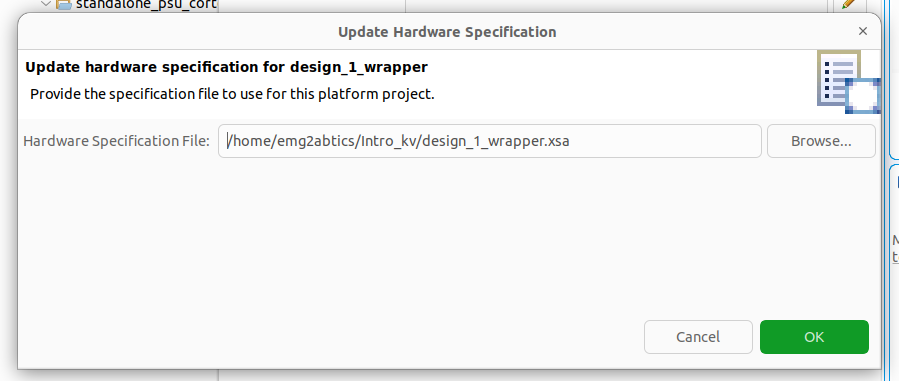 standalone_psu_cort
Update Hardware Specification
Update hardware specification for design_1_wrapper
Provide the specification file to use for this platform project.
Hardware Specification File: /home/emg2abtics/Intro_kv/design_1_wrapper.xsa Browse...
Cancel OK